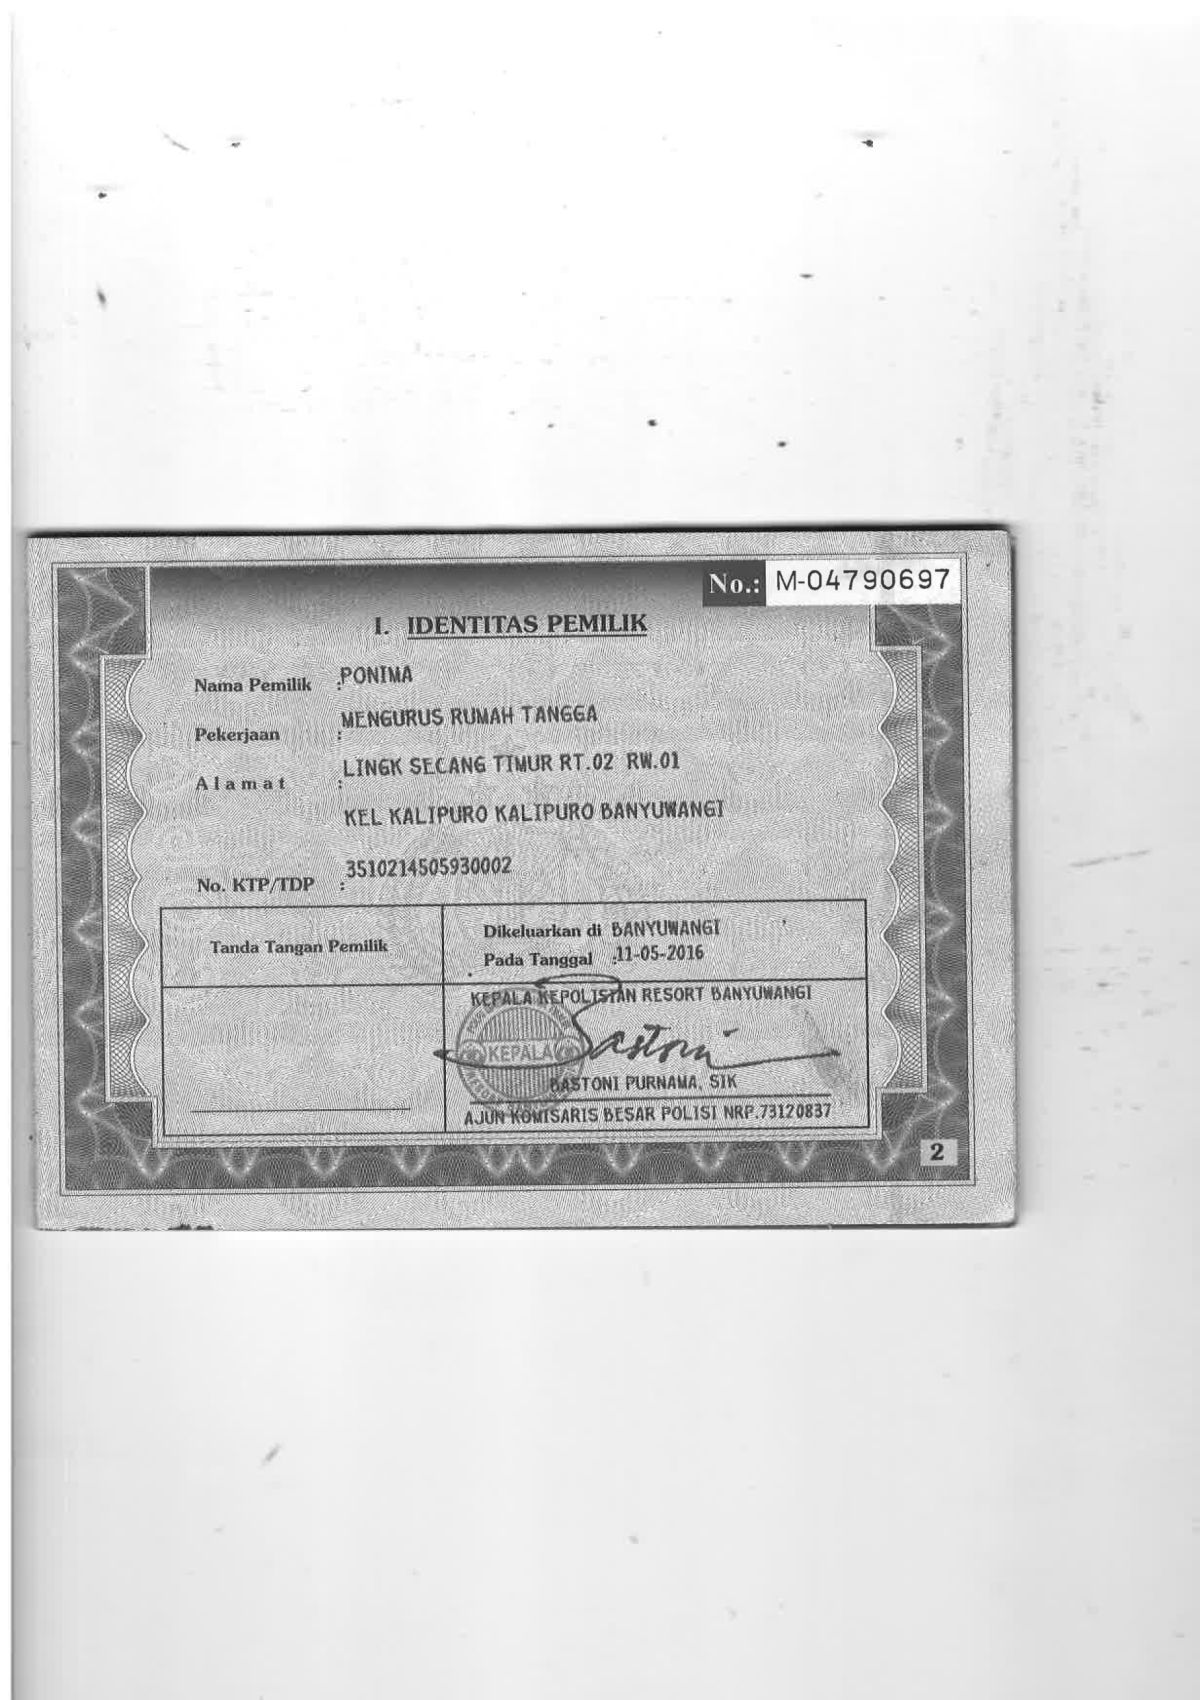 No.: M-04790697
I. IDENTITAS PEMILIK
Nama Pemilik : PONIMA
Pekerjaan : MENGURUS RUMAH TANGGA
Alamat : LINGK SECANG TIMUR RT.02 RW.01
KEL KALIPURO KALIPURO BANYUWANGI
No. KTP/TDP : 3510214505930002
Tanda Tangan Pemilik
Dikeluarkan di BANYUWANGI
Pada Tanggal : 11-05-2016
KEPALA KEPOLISIAN RESORT BANYUWANGI
KEPALA
BASTONI PURNAMA, SIK
AJUN KOMISARIS BESAR POLISI NRP.73120837
2